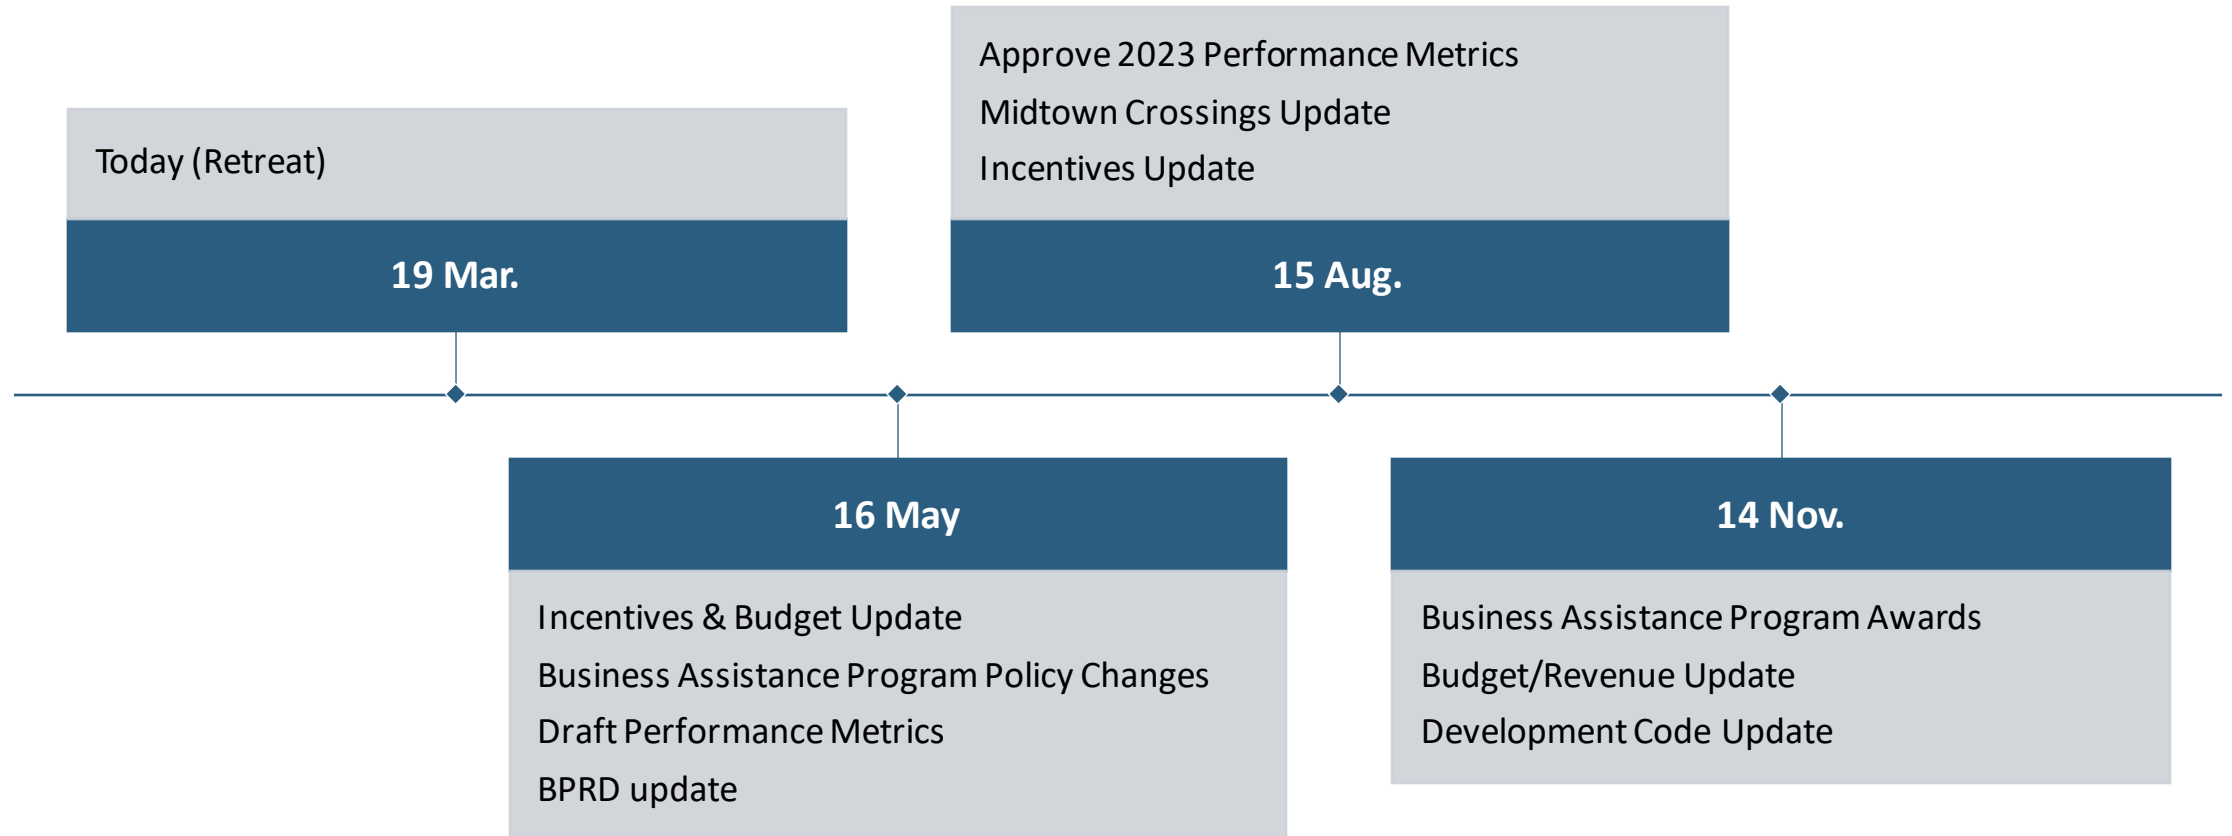 Today (Retreat)
19 Mar.
Approve 2023 Performance Metrics
Midtown Crossings Update
Incentives Update
15 Aug.
16 May
Incentives & Budget Update
Business Assistance Program Policy Changes
Draft Performance Metrics
BPRD update
14 Nov.
Business Assistance Program Awards
Budget/Revenue Update
Development Code Update